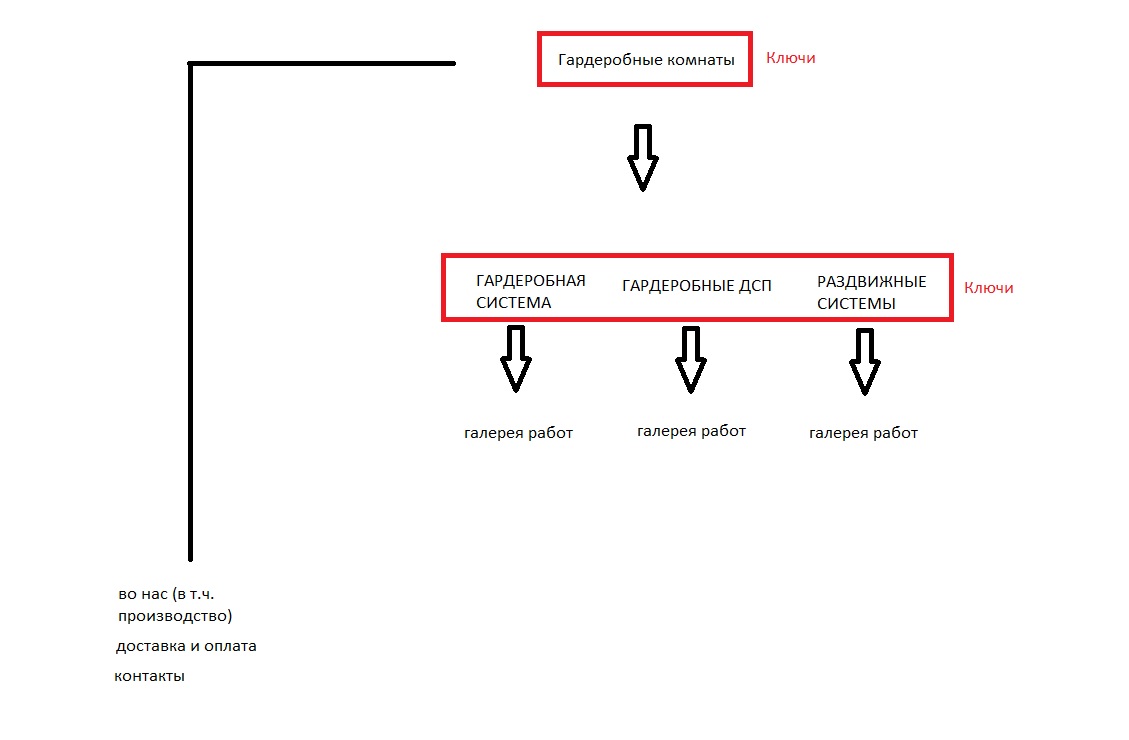 Гардеробные комнаты
Ключи
ГАРДЕРОБНАЯ
СИСТЕМА
ГАРДЕРОБНЫЕ ДСП
РАЗДВИЖНЫЕ
СИСТЕМЫ
Ключи
галерея работ
галерея работ
галерея работ
во нас (в т.ч.
производство)
доставка и оплата
контакты